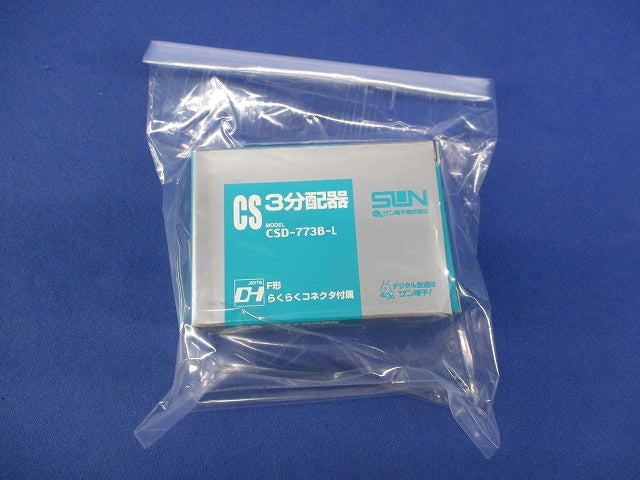 CS 3分配器
MODEL
CSD-773B-L
SUN
サン電子株式会社
JEITA
DH
F形
らくらくコネクタ付属
デジタル放送は
サン電子!